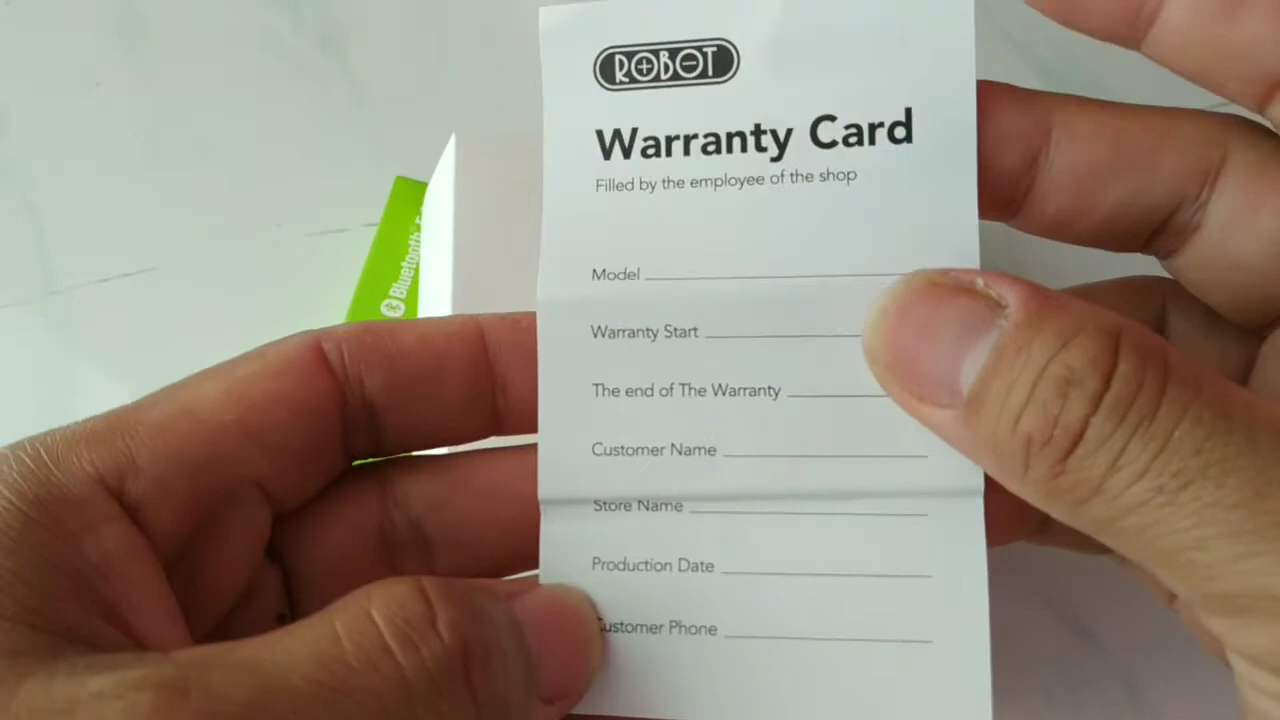 ROBOT
Warranty Card
Filled by the employee of the shop
Model
Warranty Start
The end of The Warranty
Customer Name
Store Name
Production Date
Customer Phone
Bluetooth